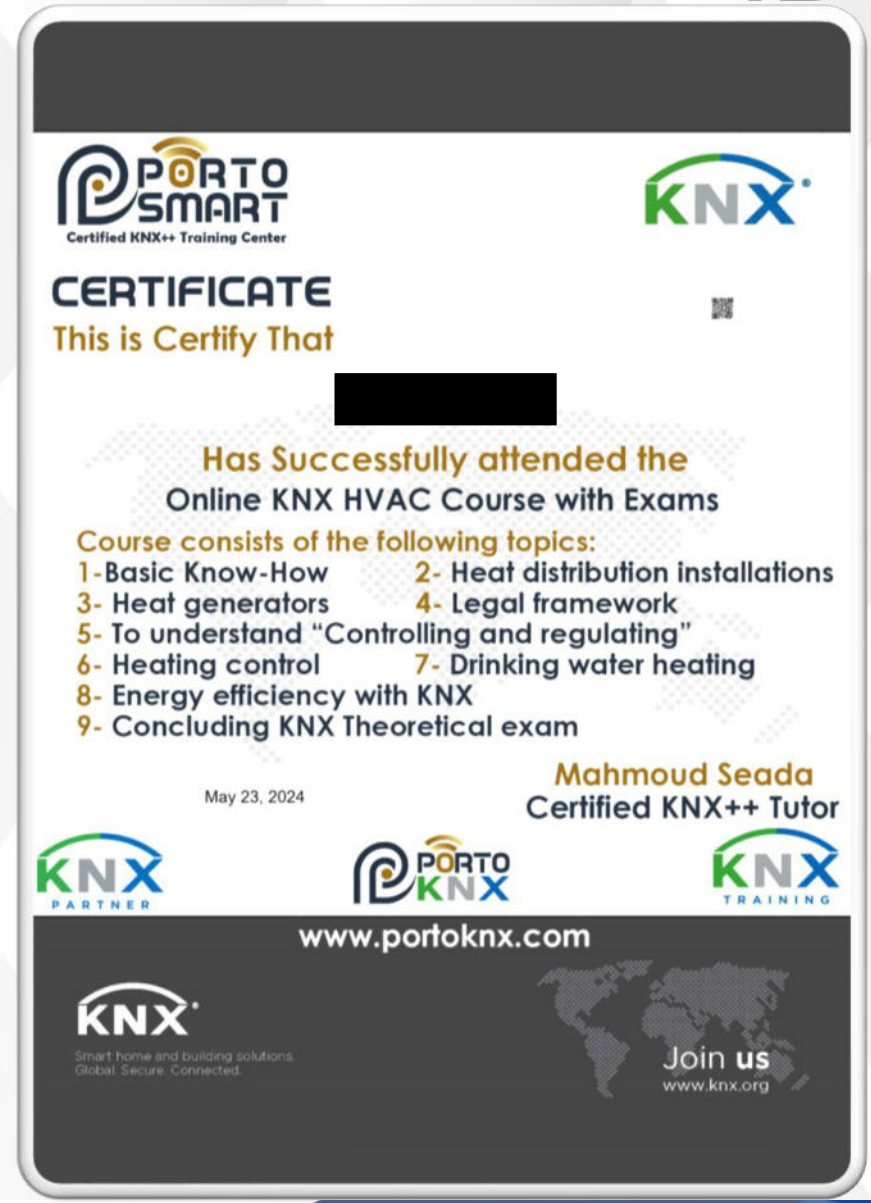 PORTO
SMART
Certified KNX++ Training Center
KNX®
CERTIFICATE
This is Certify That
Has Successfully attended the
Online KNX HVAC Course with Exams
Course consists of the following topics:
1-Basic Know-How 2- Heat distribution installations
3- Heat generators 4- Legal framework
5- To understand “Controlling and regulating”
6- Heating control 7- Drinking water heating
8- Energy efficiency with KNX
9- Concluding KNX Theoretical exam
May 23, 2024
Mahmoud Seada
Certified KNX++ Tutor
KNX
PARTNER
PORTO
KNX
KNX
TRAINING
www.portoknx.com
KNX®
Smart home and building solutions.
Global. Secure. Connected.
Join us
www.knx.org